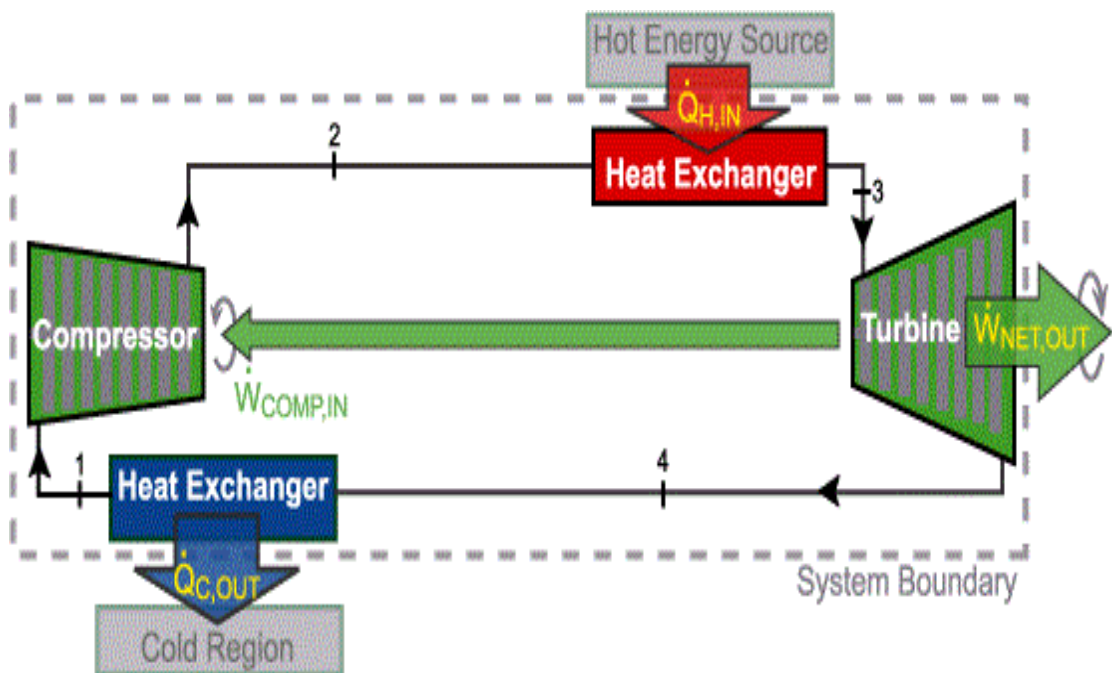 Hot Energy Source
Q̇H,IN
2
Heat Exchanger
3
Compressor
Turbine
ẆNET,OUT
ẆCOMP,IN
1
Heat Exchanger
4
Q̇C,OUT
System Boundary
Cold Region